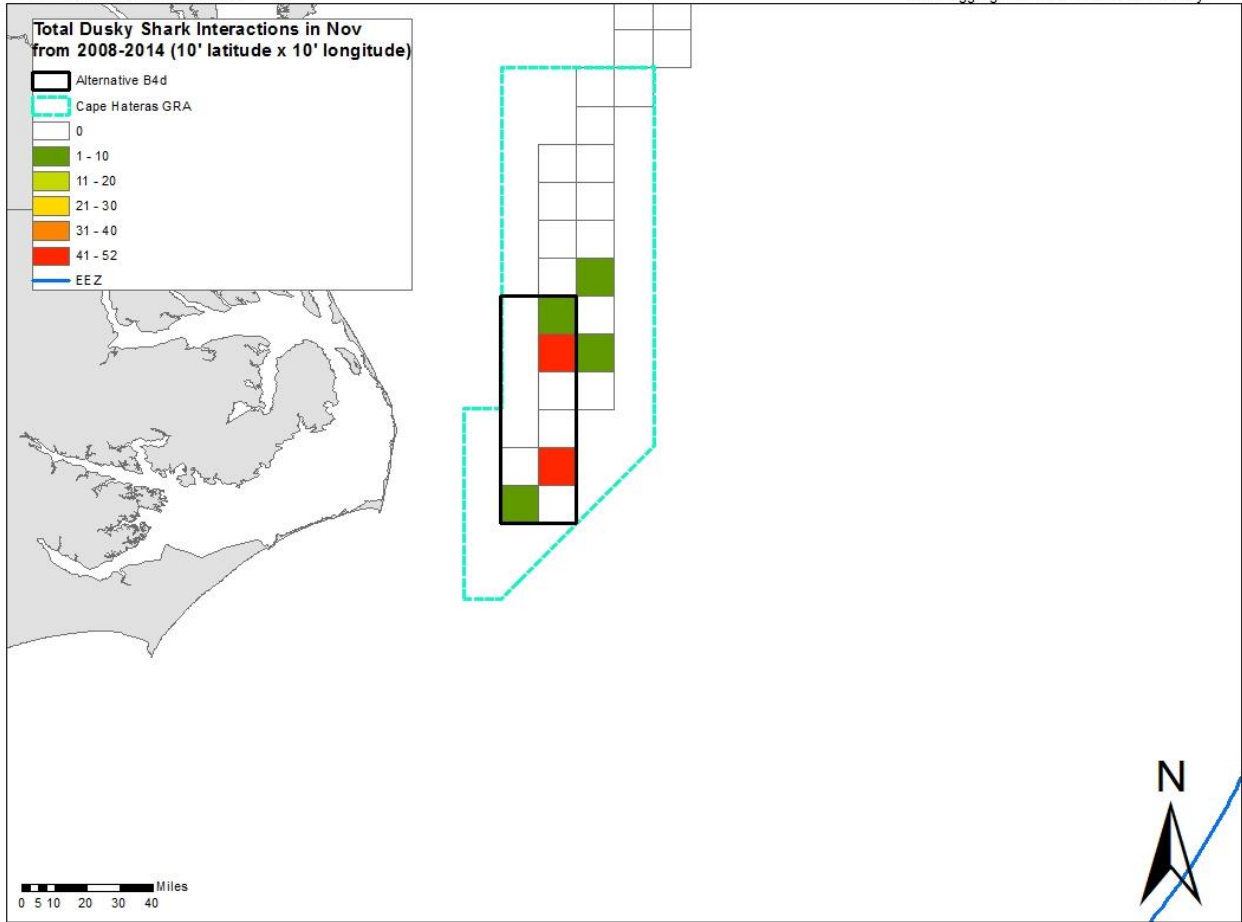 Total Dusky Shark Interactions in Nov
from 2008-2014 (10' latitude x 10' longitude)
Alternative B4d
Cape Hateras GRA
0
1 - 10
11 - 20
21 - 30
31 - 40
41 - 52
EEZ
N
Miles
0 5 10 20 30 40